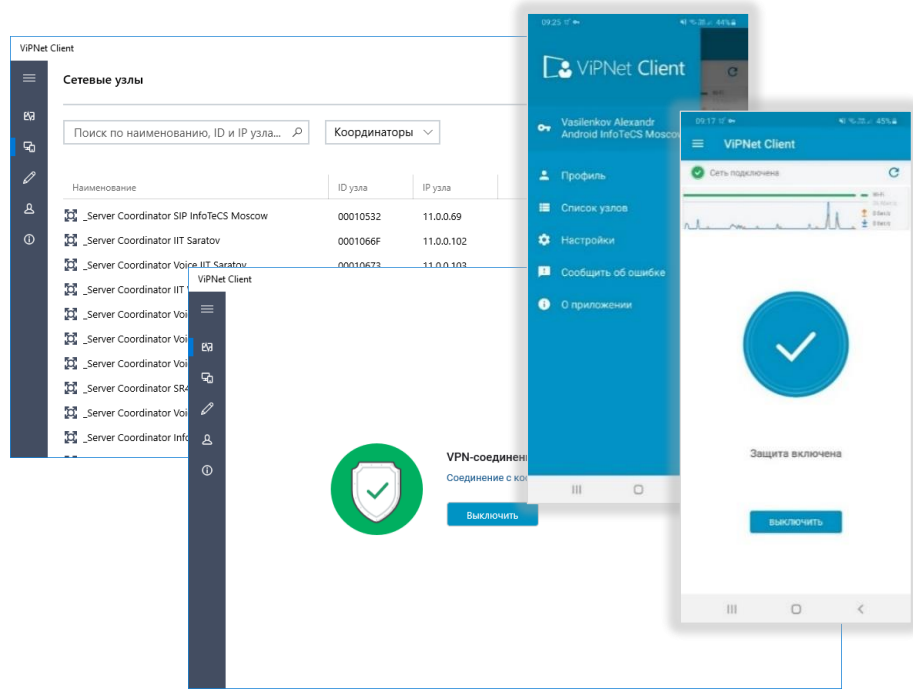 ViPNet Client
Сетевые узлы
Поиск по наименованию, ID и IP узла...
Координаторы
Наименование
ID узла
IP узла
_Server Coordinator SIP InfoTeCS Moscow 00010532 11.0.0.69
_Server Coordinator IIT Saratov 0001066F 11.0.0.102
_Server Coordinator Voice IIT Saratov 00010673 11.0.0.103
_Server Coordinator IIT
_Server Coordinator Voi
_Server Coordinator Voi
_Server Coordinator Voi
_Server Coordinator SR4
_Server Coordinator Voi
_Server Coordinator Info
ViPNet Client
VPN-соединен
Соединение с ко
Выключить
09:25
44%
ViPNet Client
Vasilenkov Alexandr
Android InfoTeCS Mosco
Профиль
Список узлов
Настройки
Сообщить об ошибке
О приложении
09:17
45%
ViPNet Client
Сеть подключена
Wi-Fi
Защита включена
ВЫКЛЮЧИТЬ